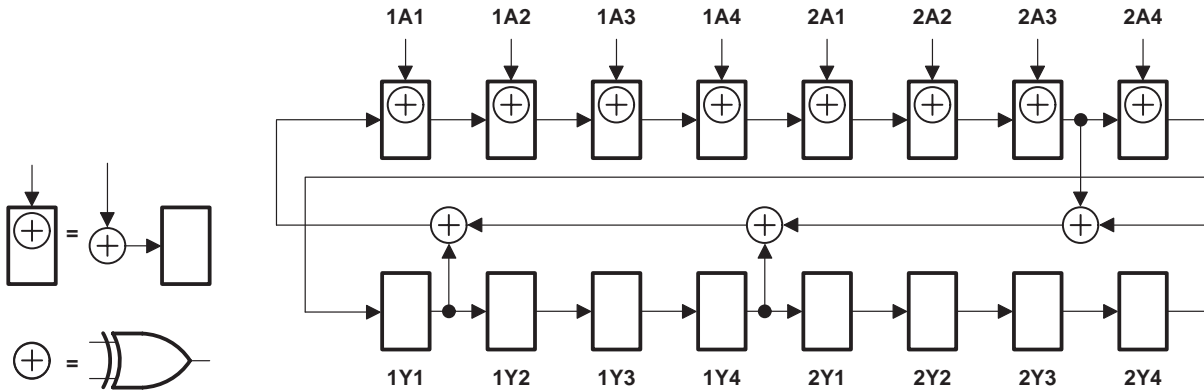 1A1 1A2 1A3 1A4 2A1 2A2 2A3 2A4
=
=
1Y1 1Y2 1Y3 1Y4 2Y1 2Y2 2Y3 2Y4